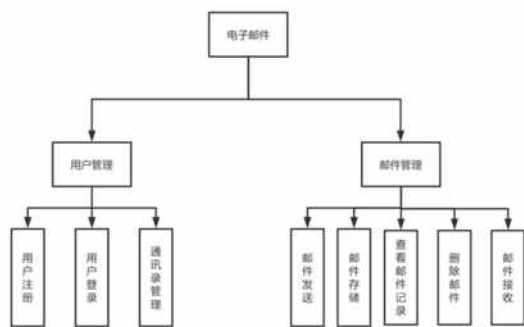 电子邮件
用户管理
邮件管理
用户注册
用户登录
通讯录管理
邮件发送
邮件存储
查看邮件记录
删除邮件
邮件接收